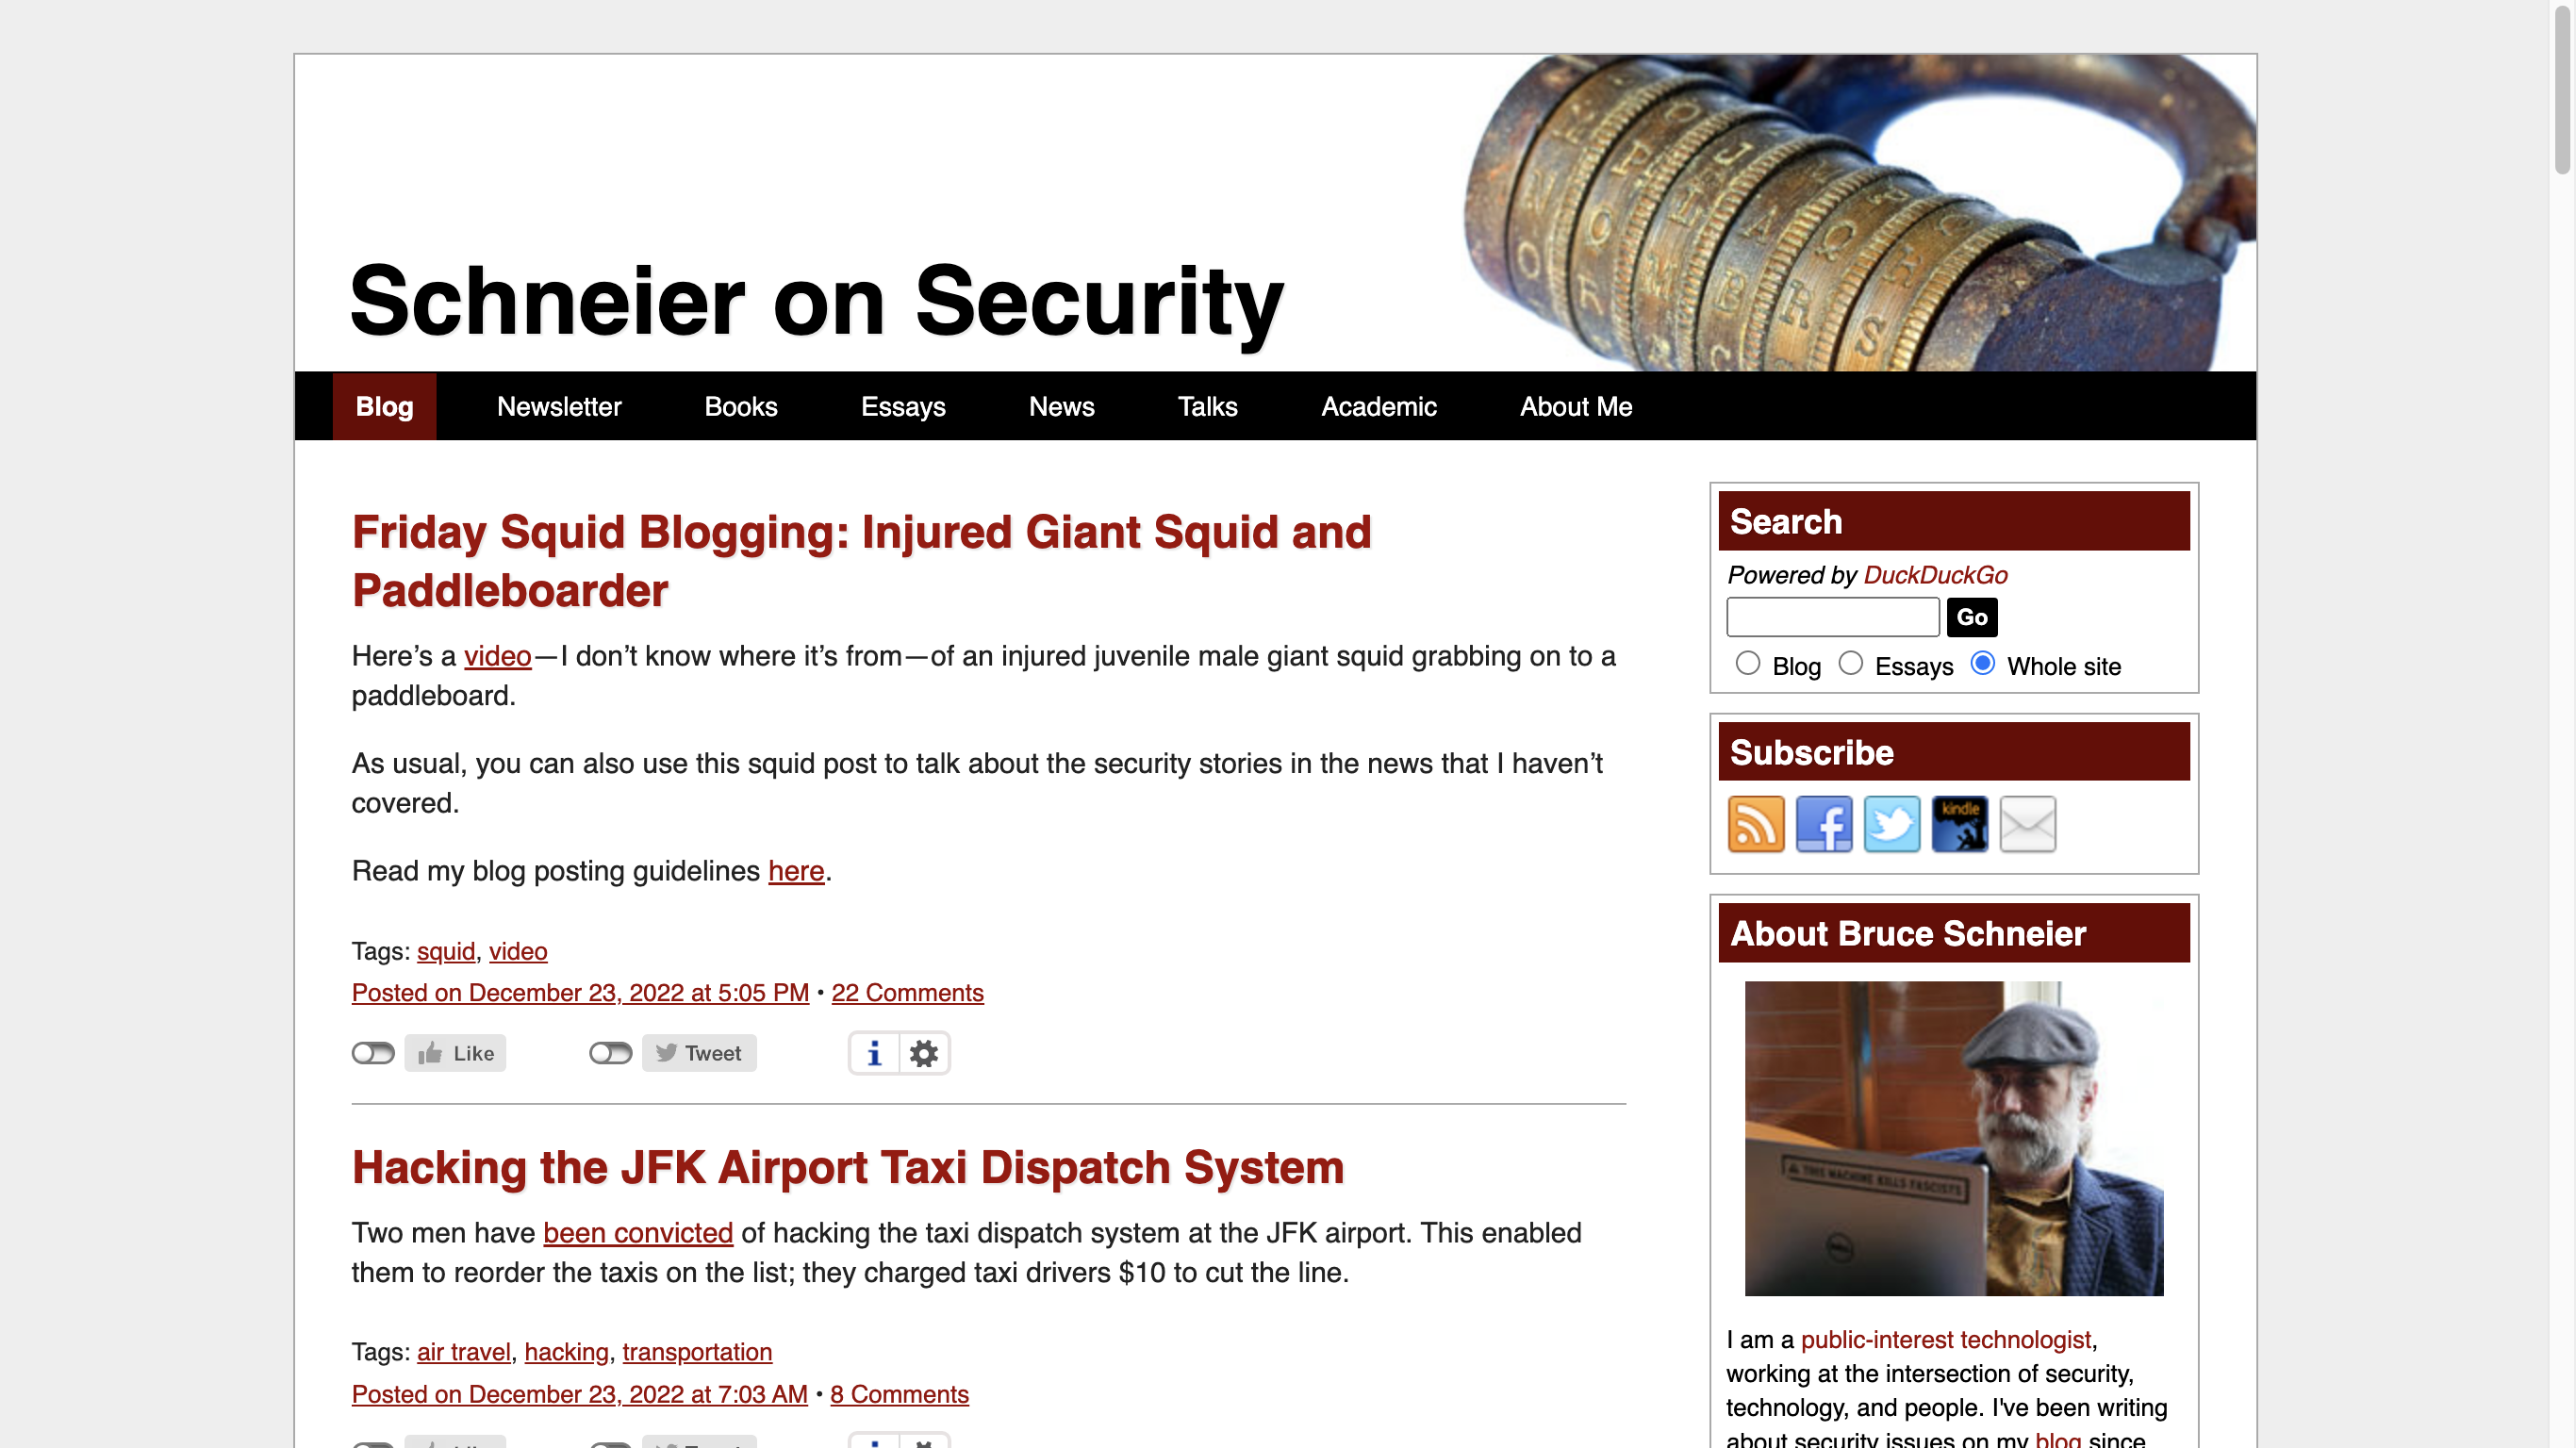 Schneier on Security
Blog Newsletter Books Essays News Talks Academic About Me
Friday Squid Blogging: Injured Giant Squid and
Paddleboarder
Here’s a video—I don’t know where it’s from—of an injured juvenile male giant squid grabbing on to a
paddleboard.
As usual, you can also use this squid post to talk about the security stories in the news that I haven’t
covered.
Read my blog posting guidelines here.
Tags: squid, video
Posted on December 23, 2022 at 5:05 PM • 22 Comments
Like Tweet i
Hacking the JFK Airport Taxi Dispatch System
Two men have been convicted of hacking the taxi dispatch system at the JFK airport. This enabled
them to reorder the taxis on the list; they charged taxi drivers $10 to cut the line.
Tags: air travel, hacking, transportation
Posted on December 23, 2022 at 7:03 AM • 8 Comments
Search
Powered by DuckDuckGo
Go
Blog Essays Whole site
Subscribe
kindle
About Bruce Schneier
THIS MACHINE KILLS FASCISTS
DELL
I am a public-interest technologist,
working at the intersection of security,
technology, and people. I've been writing
about security issues on my blog since